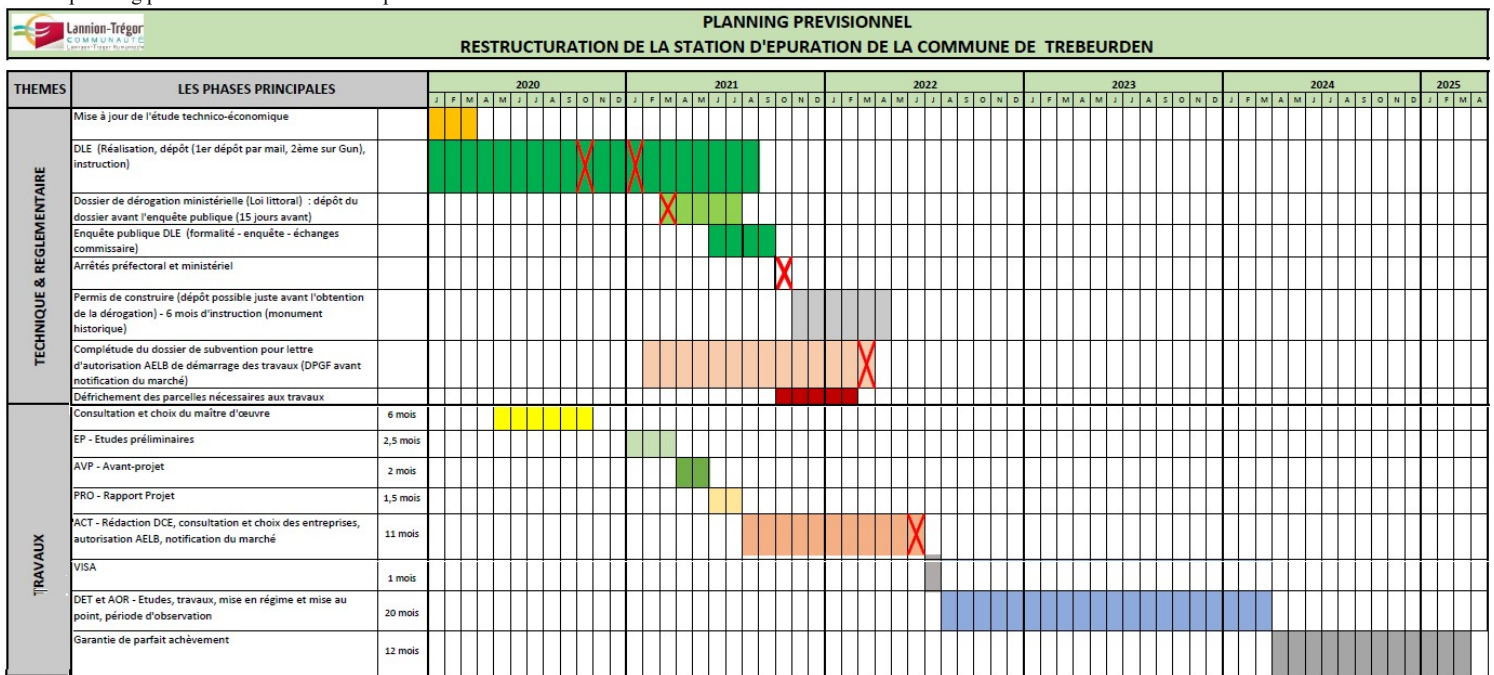 Lannion-Trégor
COMMUNAUTÉ
PLANNING PREVISIONNEL
RESTRUCTURATION DE LA STATION D'EPURATION DE LA COMMUNE DE TREBEURDEN
THEMES
LES PHASES PRINCIPALES
2020
2021
2022
2023
2024
2025
J F M A M J J A S O N D J F M A M J J A S O N D J F M A M J J A S O N D J F M A M J J A S O N D J F M A M J J A S O N D J F M A
TECHNIQUE & REGLEMENTAIRE
Mise à jour de l'étude technico-économique
DLE (Réalisation, dépôt (1er dépôt par mail, 2ème sur Gun),
instruction)
Dossier de dérogation ministérielle (Loi littoral) : dépôt du
dossier avant l'enquête publique (15 jours avant)
Enquête publique DLE (formalité - enquête - échanges
commissaire)
Arrêtés préfectoral et ministériel
Permis de construire (dépôt possible juste avant l'obtention
de la dérogation) - 6 mois d'instruction (monument
historique)
Complétude du dossier de subvention pour lettre
d'autorisation AELB de démarrage des travaux (DPGF avant
notification du marché)
Défrichement des parcelles nécessaires aux travaux
TRAVAUX
Consultation et choix du maître d'œuvre
6 mois
EP - Etudes préliminaires
2,5 mois
AVP - Avant-projet
2 mois
PRO - Rapport Projet
1,5 mois
ACT - Rédaction DCE, consultation et choix des entreprises,
autorisation AELB, notification du marché
11 mois
VISA
1 mois
DET et AOR - Etudes, travaux, mise en régime et mise au
point, période d'observation
20 mois
Garantie de parfait achèvement
12 mois